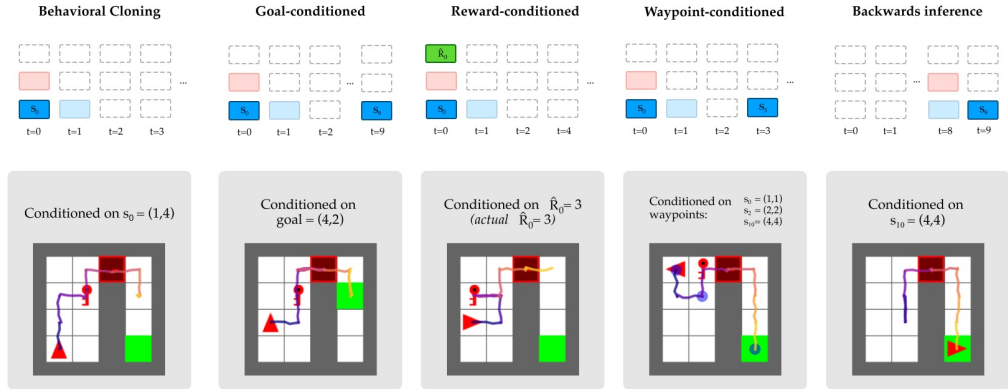 Behavioral Cloning
Goal-conditioned
Reward-conditioned
Waypoint-conditioned
Backwards inference
...
S₀
t=0 t=1 t=2 t=3
...
S₀ S₉
t=0 t=1 t=2 t=9
R̂₀
...
S₀
t=0 t=1 t=2 t=4
...
S₀ S₃
t=0 t=1 t=2 t=3
...
S₉
t=0 t=1 t=8 t=9
Conditioned on s₀ = (1,4)
Conditioned on
goal = (4,2)
Conditioned on R̂₀ = 3
(actual R̂₀ = 3)
Conditioned on
waypoints:
s₀ = (1,1)
s₂ = (2,2)
s₁₆ = (4,4)
Conditioned on
s₁₀ = (4,4)